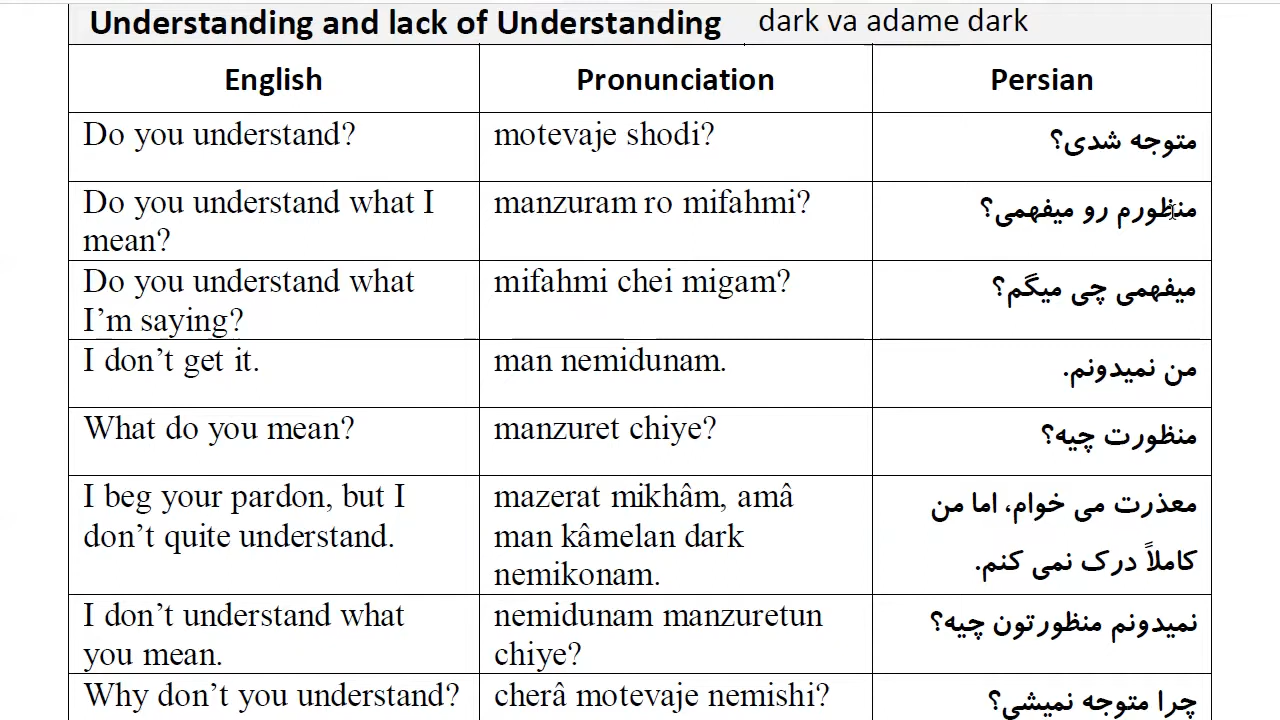 Understanding and lack of Understanding dark va adame dark
English Pronunciation Persian
Do you understand? motevaje shodi? متوجه شدی؟
Do you understand what I
mean?
manzuram ro mifahmi? منظورم رو میفهمی؟
Do you understand what
I’m saying?
mifahmi chei migam? میفهمی چی میگم؟
I don’t get it. man nemidunam. من نمیدونم.
What do you mean? manzuret chiye? منظورت چیه؟
I beg your pardon, but I
don’t quite understand.
mazerat mikhâm, amâ
man kâmelan dark
nemikonam.
معذرت می خوام، اما من
کاملاً درک نمی کنم.
I don’t understand what
you mean.
nemidunam manzuretun
chiye?
نمیدونم منظورتون چیه؟
Why don’t you understand? cherâ motevaje nemishi? چرا متوجه نمیشی؟